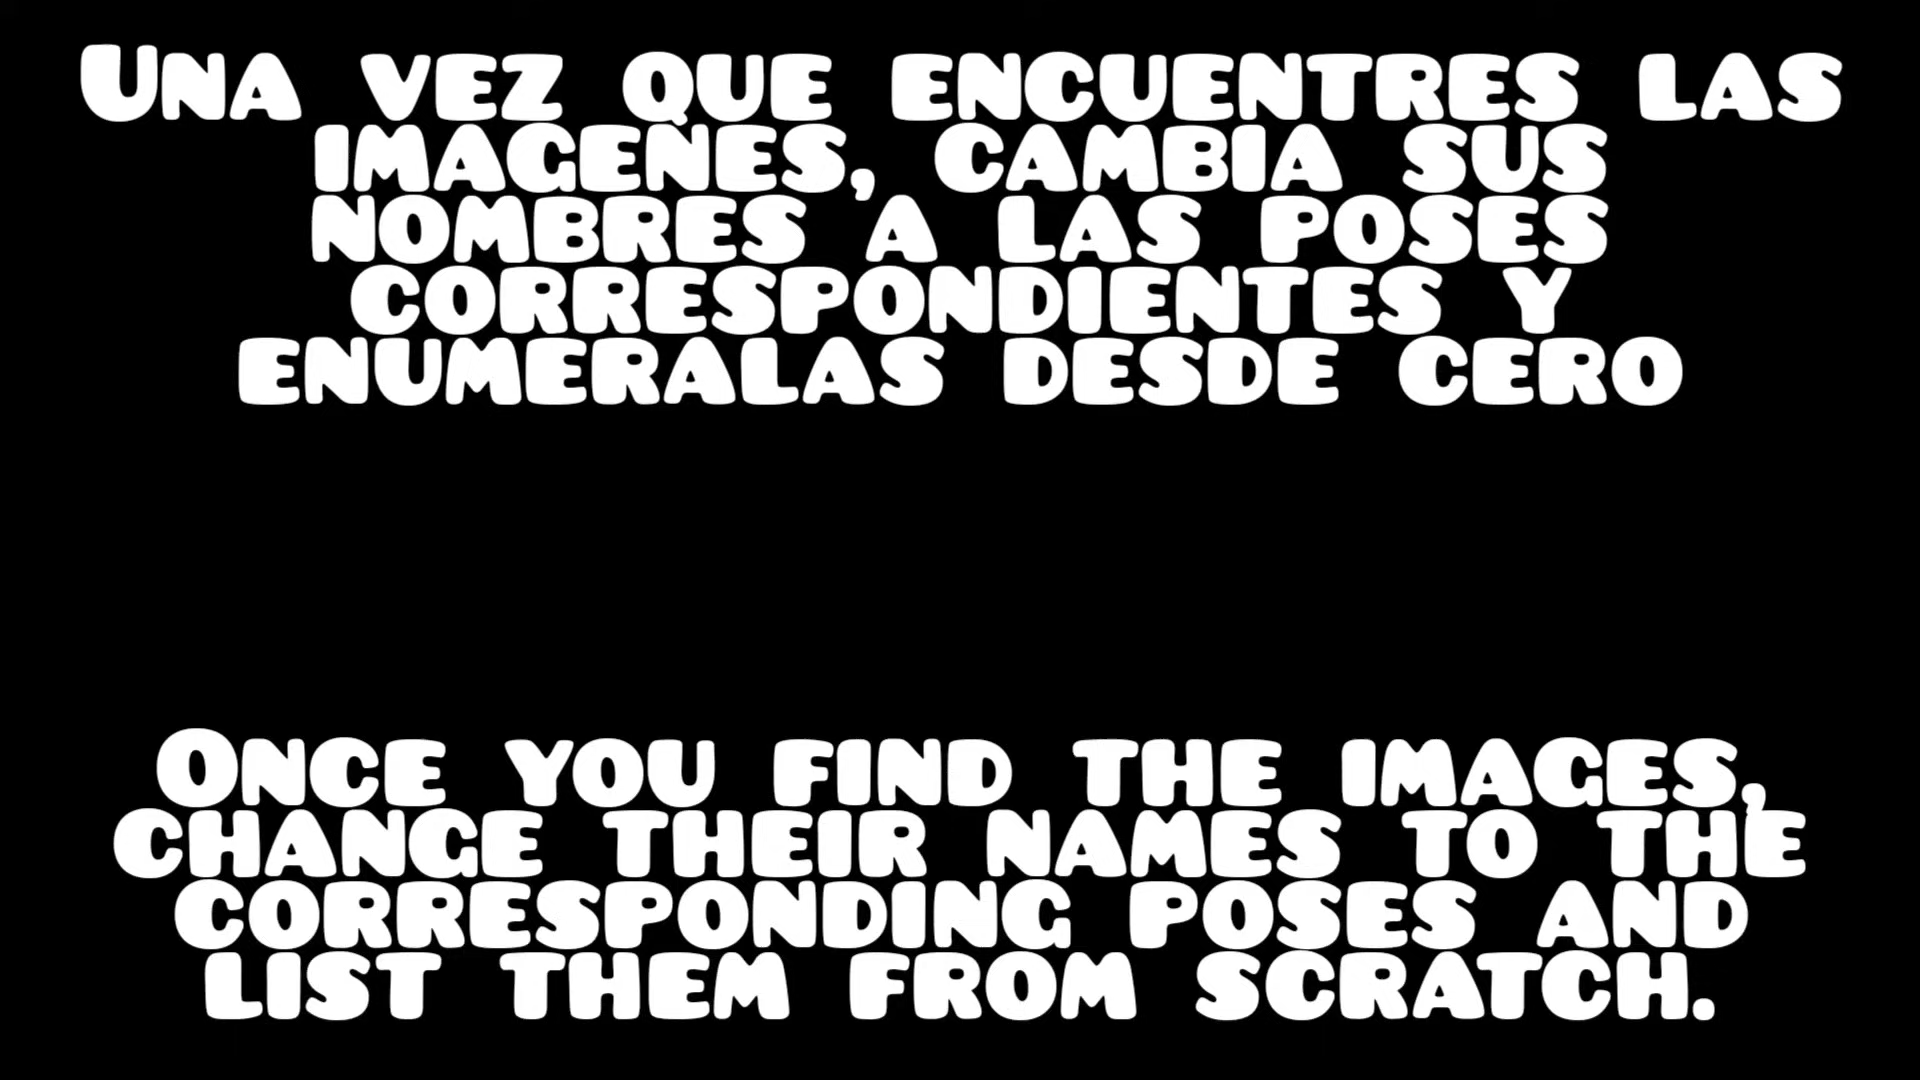 Una vez que encuentres las
imagenes, cambia sus
nombres a las poses
correspondientes y
enumeralas desde cero
Once you find the images,
change their names to the
corresponding poses and
list them from scratch.